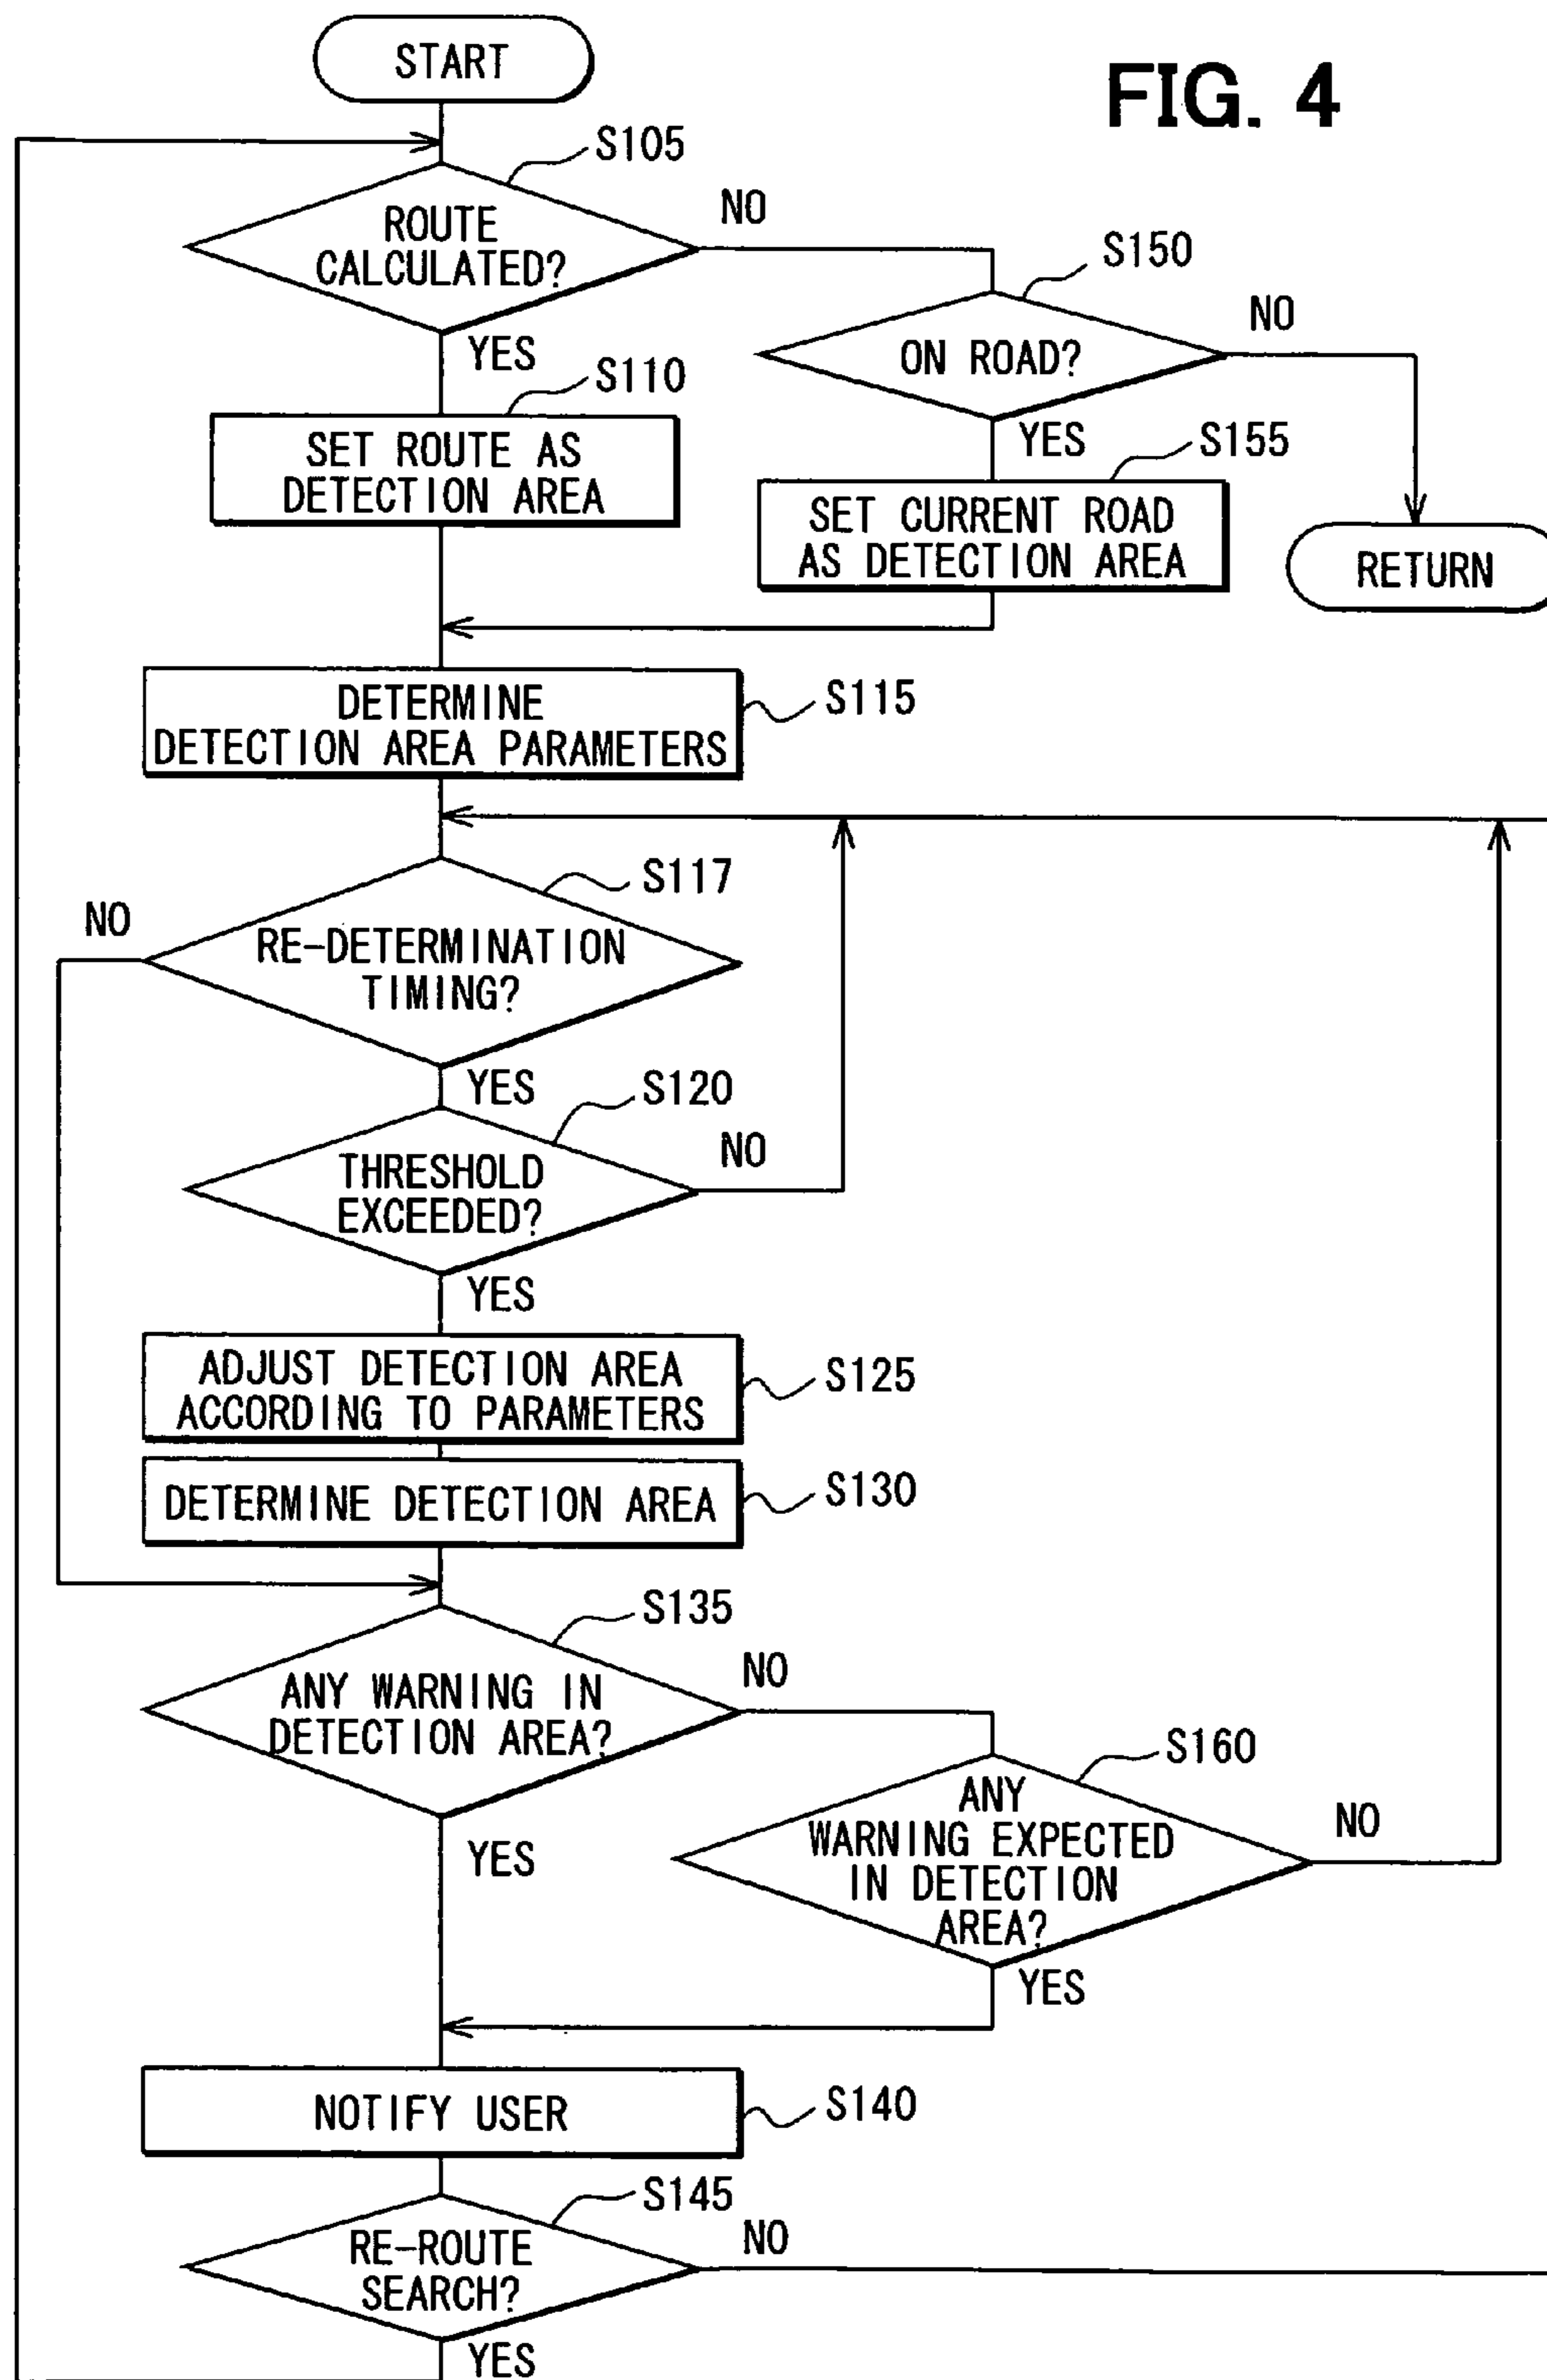 START
FIG. 4
S105
ROUTE
CALCULATED?
NO
YES
S150
ON ROAD?
NO
YES
S110
SET ROUTE AS
DETECTION AREA
S155
SET CURRENT ROAD
AS DETECTION AREA
RETURN
DETERMINE
DETECTION AREA PARAMETERS
S115
S117
NO
RE-DETERMINATION
TIMING?
YES
S120
THRESHOLD
EXCEEDED?
NO
YES
ADJUST DETECTION AREA
ACCORDING TO PARAMETERS
S125
DETERMINE DETECTION AREA
S130
S135
ANY WARNING IN
DETECTION AREA?
NO
YES
S160
ANY
WARNING EXPECTED
IN DETECTION
AREA?
NO
YES
NOTIFY USER
S140
S145
RE-ROUTE
SEARCH?
NO
YES